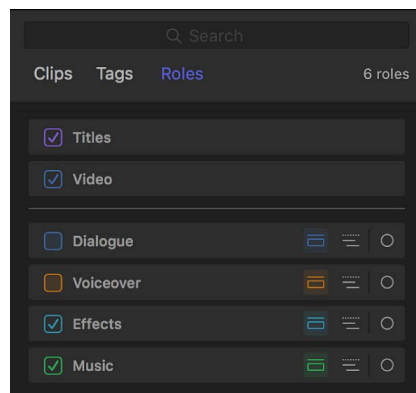 Search
Clips Tags Roles 6 roles
Titles
Video
Dialogue
Voiceover
Effects
Music